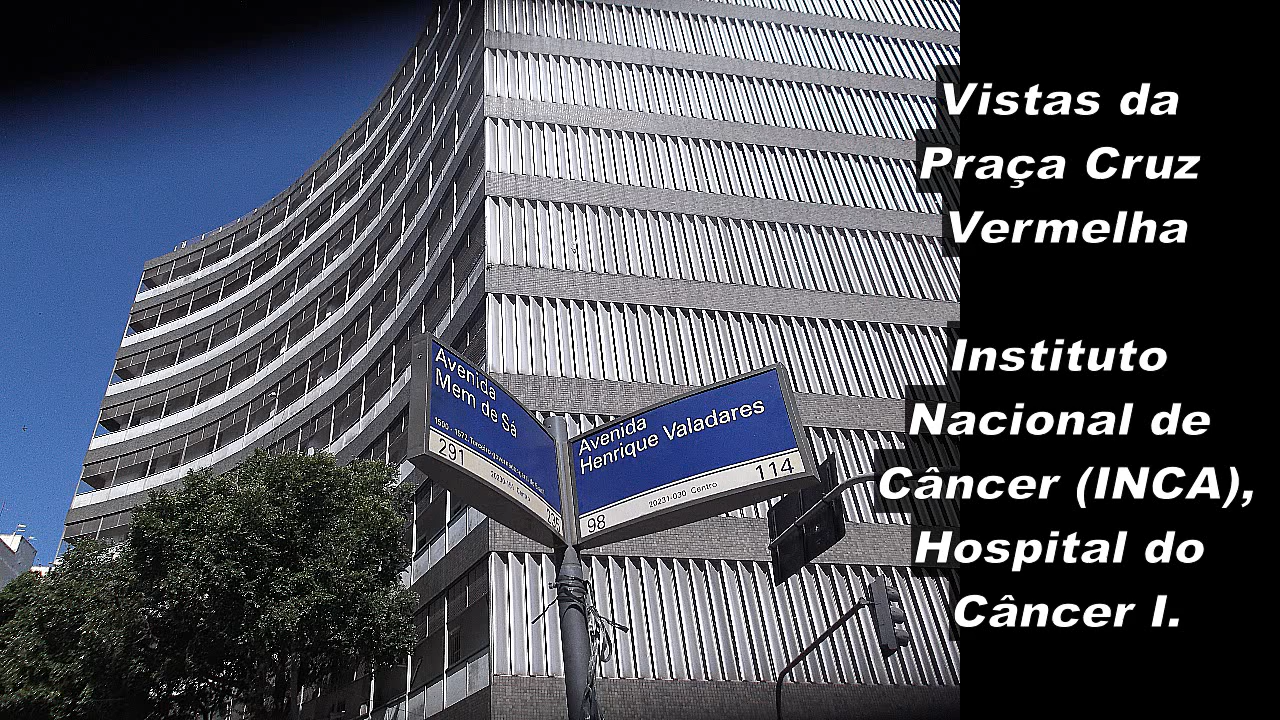 Vistas da
Praça Cruz
Vermelha
Instituto
Nacional de
Câncer (INCA),
Hospital do
Câncer I.
Avenida
Mem de Sá
291
Avenida
Henrique Valadares
20231-030 Centro
98
114